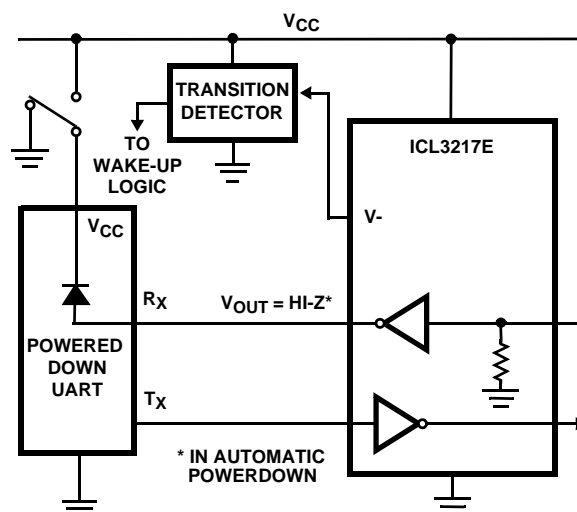 VCC
TRANSITION
DETECTOR
TO
WAKE-UP
LOGIC
ICL3217E
V-
VCC
RX
VOUT = HI-Z*
POWERED
DOWN
UART
TX
* IN AUTOMATIC
POWERDOWN